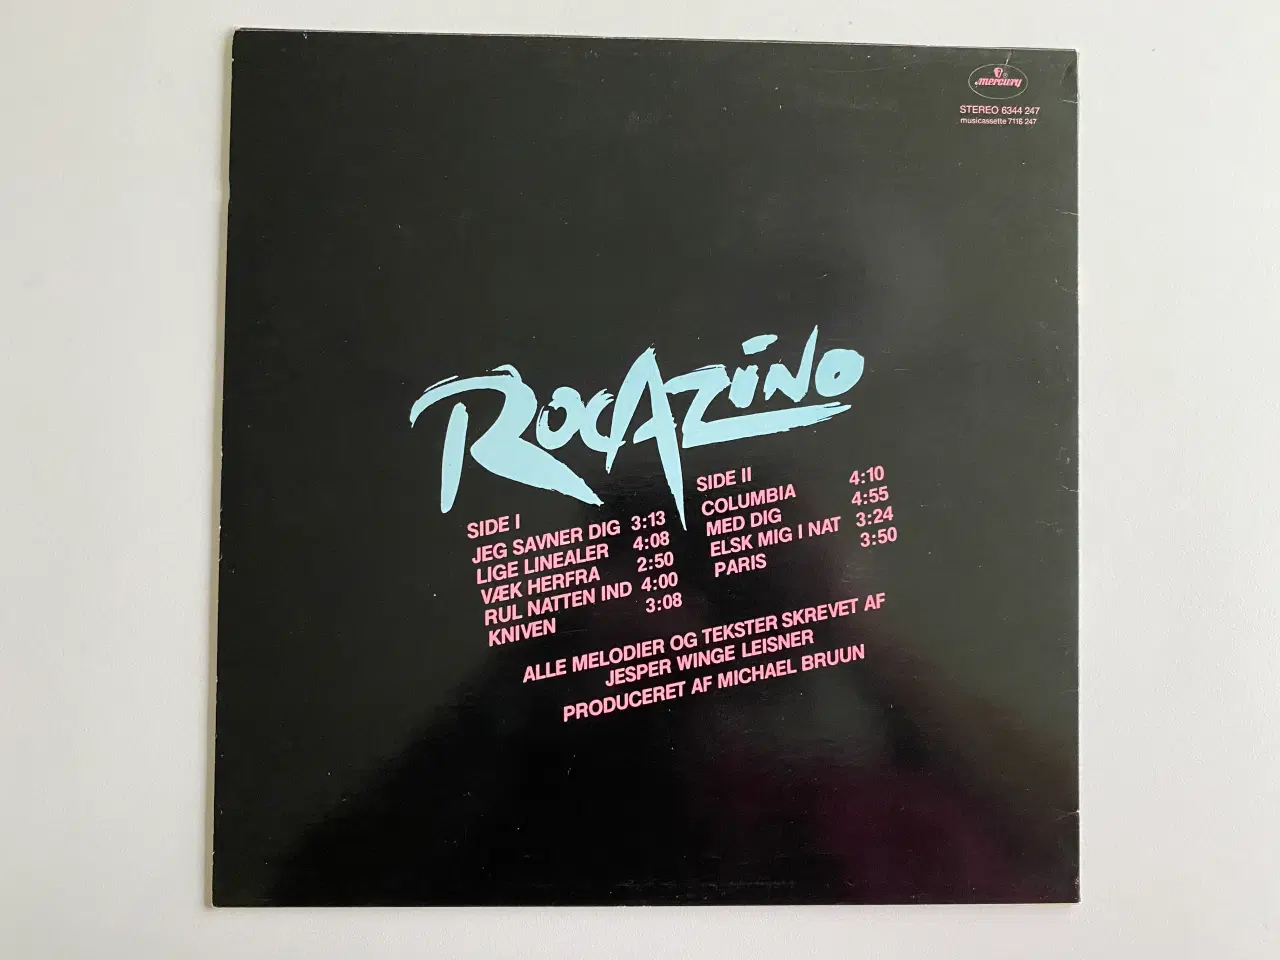 mercury
STEREO 6344 247
musicassette 7116 247
ROCAZINO
SIDE I
JEG SAVNER DIG 3:13
LIGE LINEALER 4:08
VÆK HERFRA 2:50
RUL NATTEN IND 4:00
KNIVEN 3:08
SIDE II
COLUMBIA 4:10
MED DIG 4:55
ELSK MIG I NAT 3:24
PARIS 3:50
ALLE MELODIER OG TEKSTER SKREVET AF
JESPER WINGE LEISNER
PRODUCERET AF MICHAEL BRUUN